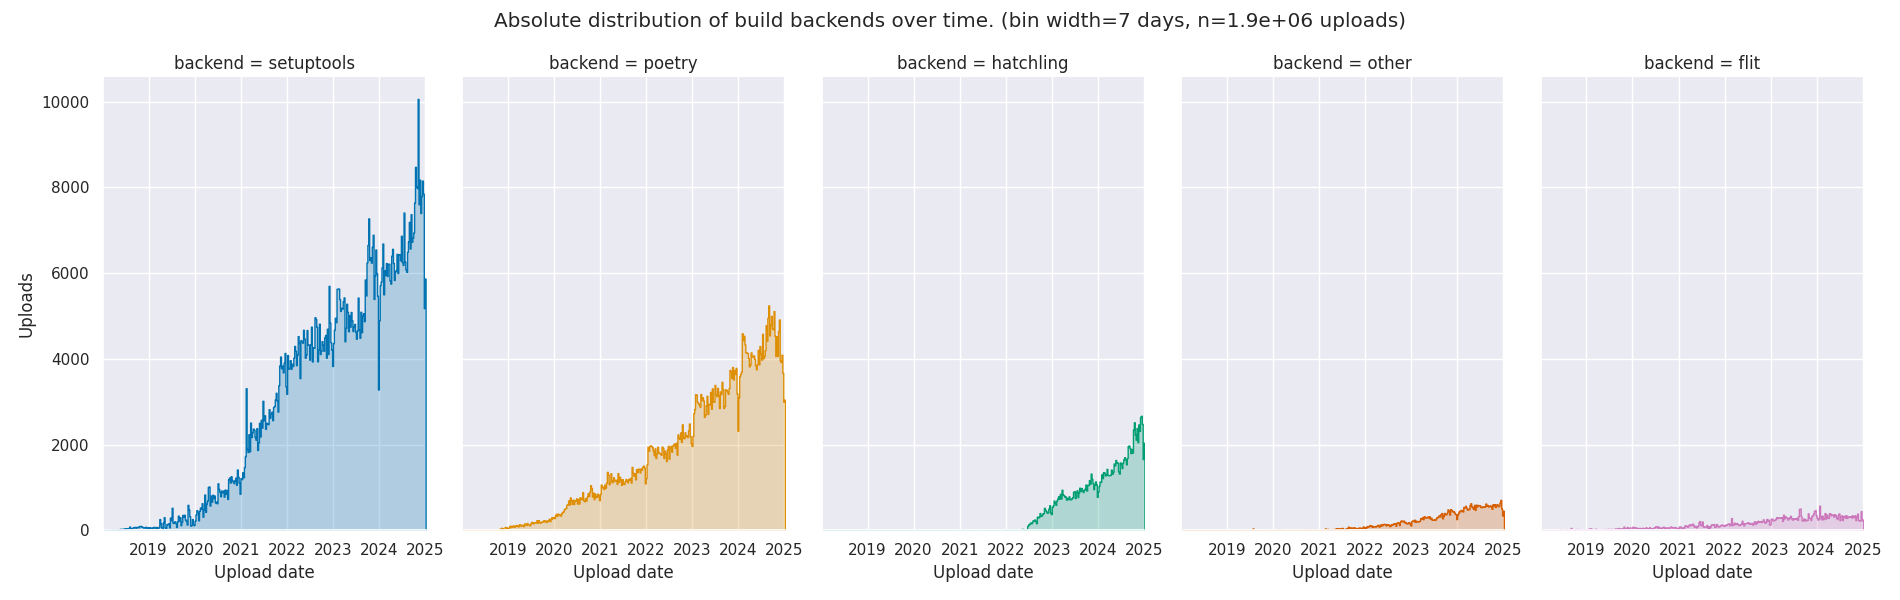 Absolute distribution of build backends over time. (bin width=7 days, n=1.9e+06 uploads)
backend = setuptools
backend = poetry
backend = hatchling
backend = other
backend = flit
10000
8000
6000
4000
2000
0
Uploads
2019 2020 2021 2022 2023 2024 2025
2019 2020 2021 2022 2023 2024 2025
2019 2020 2021 2022 2023 2024 2025
2019 2020 2021 2022 2023 2024 2025
2019 2020 2021 2022 2023 2024 2025
Upload date
Upload date
Upload date
Upload date
Upload date